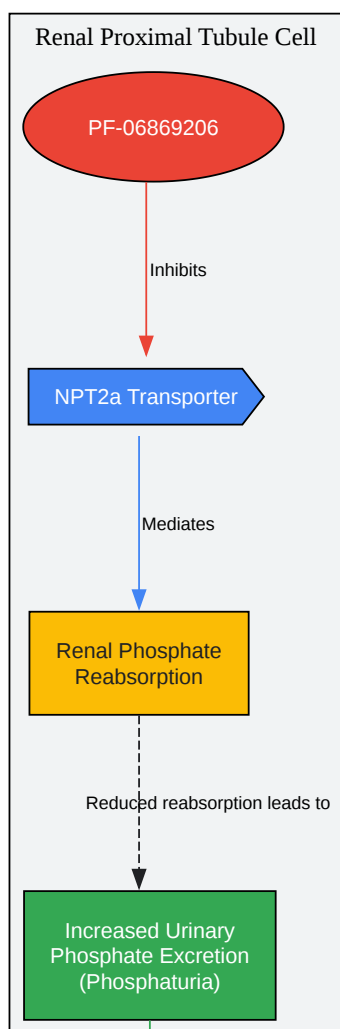 Renal Proximal Tubule Cell
PF-06869206
Inhibits
NPT2a Transporter
Mediates
Renal Phosphate
Reabsorption
Reduced reabsorption leads to
Increased Urinary
Phosphate Excretion
(Phosphaturia)